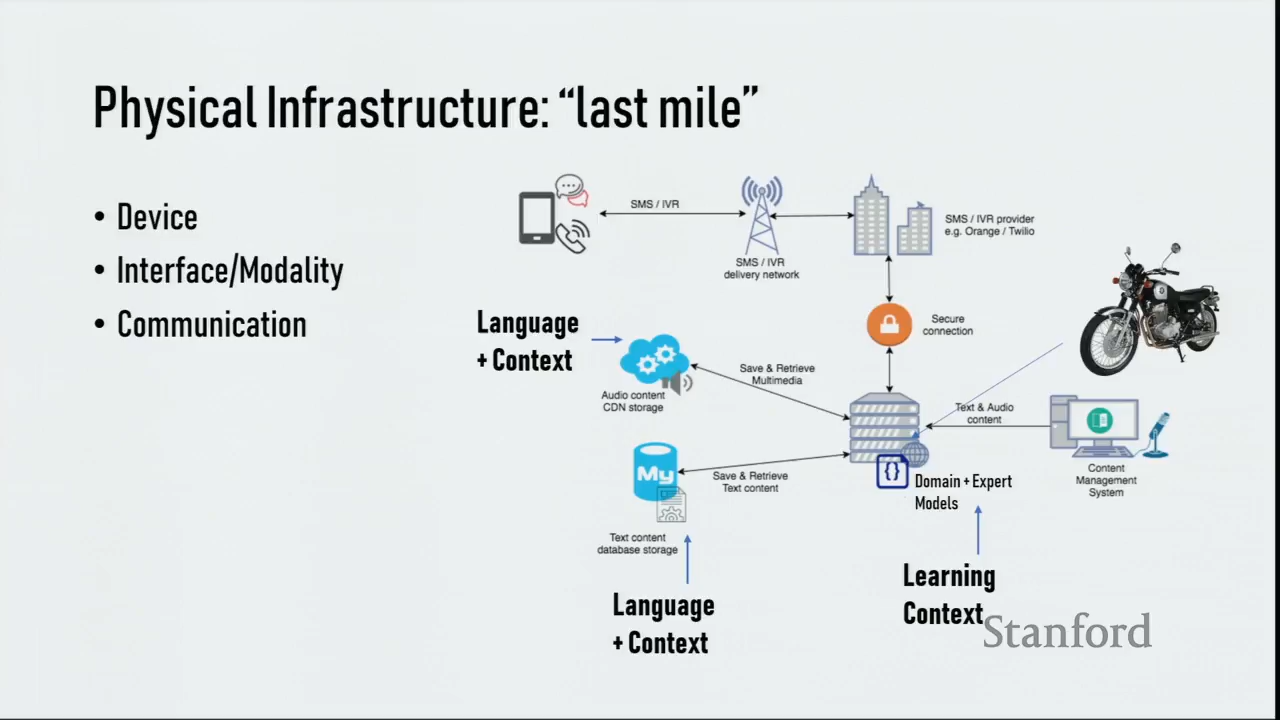 Physical Infrastructure: “last mile”
• Device
• Interface/Modality
• Communication
SMS / IVR
SMS / IVR
delivery network
SMS / IVR provider
e.g. Orange / Twilio
Secure
connection
Language
+ Context
Audio content
CDN storage
Save & Retrieve
Multimedia
Text & Audio
content
Content
Management
System
My
Save & Retrieve
Text content
{}
Domain + Expert
Models
Text content
database storage
Language
+ Context
Learning
Context
Stanford